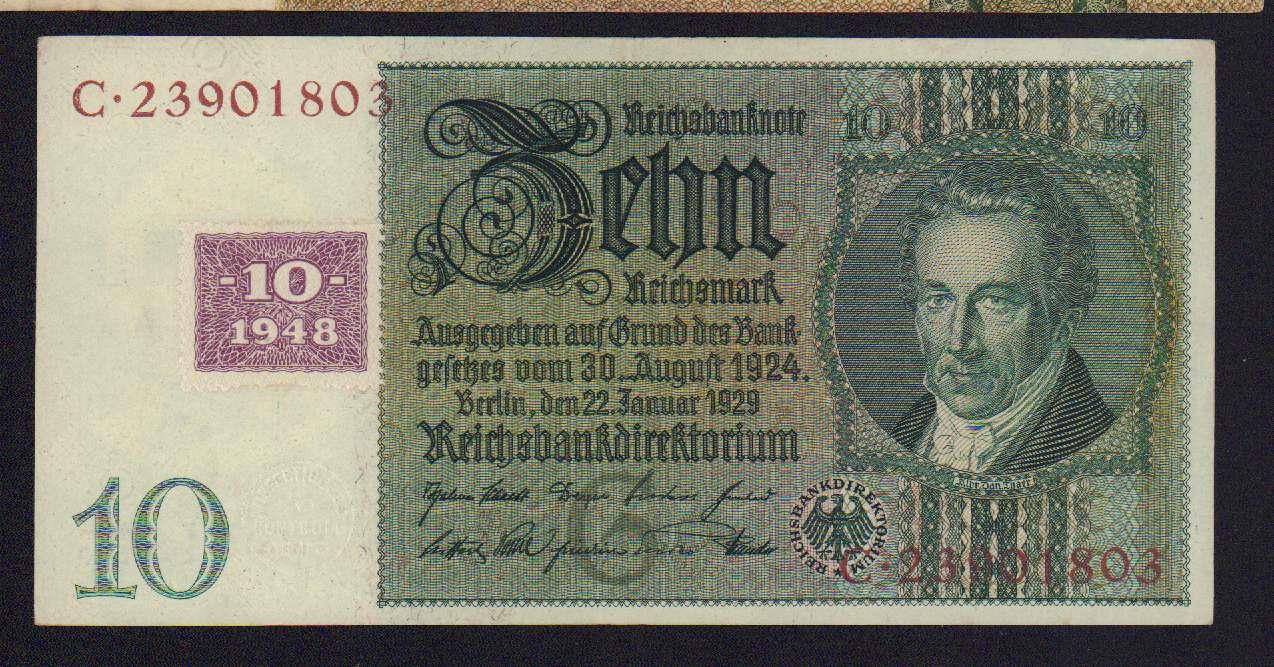 C·23901803
Reichsbanknote
10
10
Zehn
Reichsmark
-10-
1948
Ausgegeben auf Grund des Bank-
gesetzes vom 30. August 1924.
Berlin, den 22. Januar 1929
Reichsbankdirektorium
10
REICHSBANKDIREKTORIUM
C·23901803